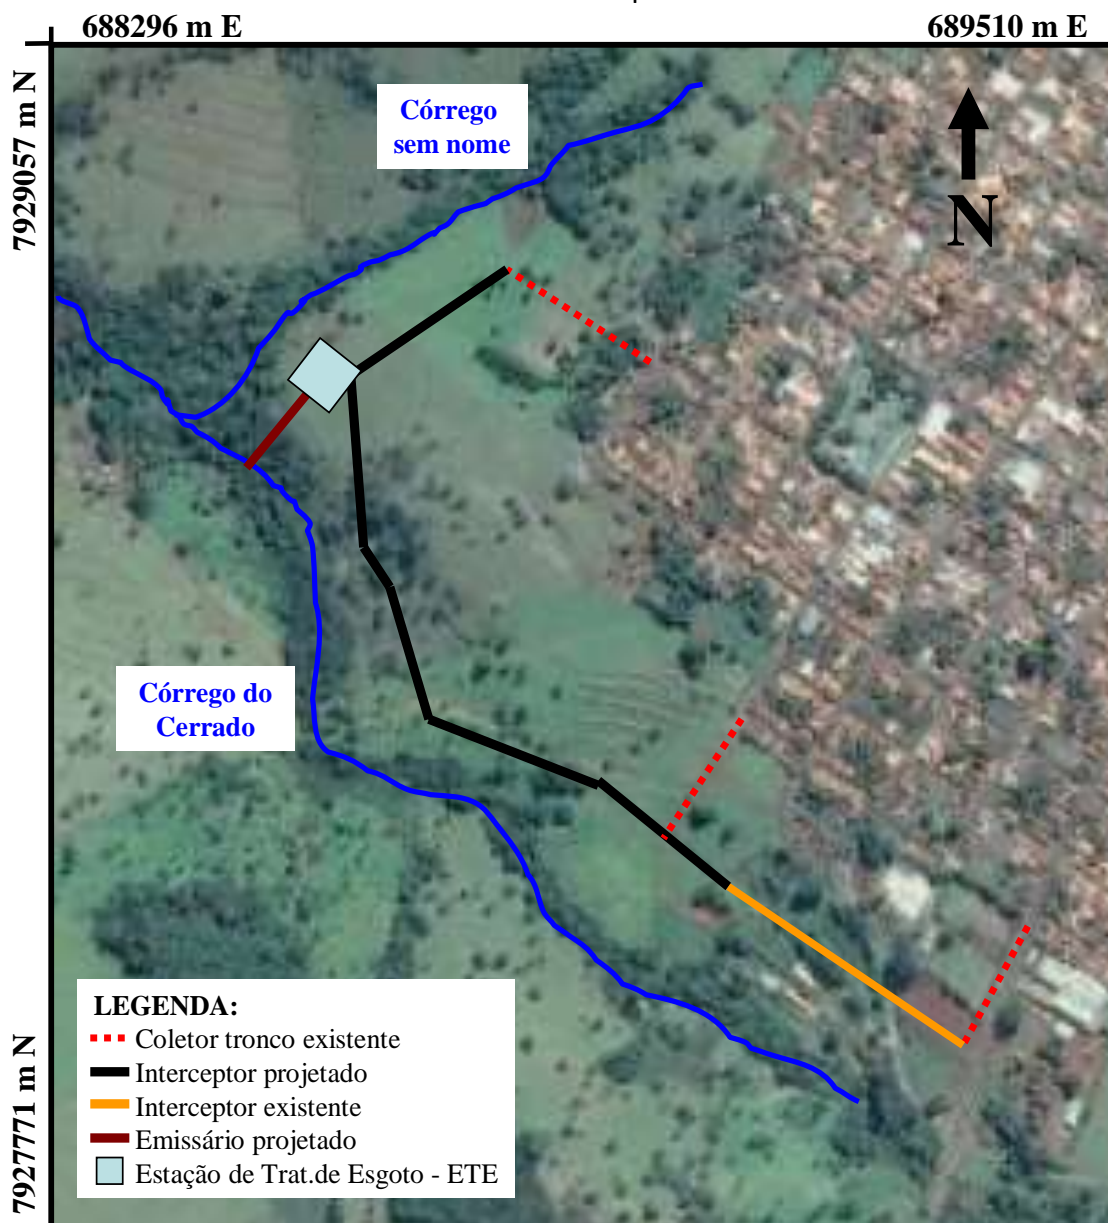 688296 m E
689510 m E
7929057 m N
Córrego
sem nome
N
Córrego do
Cerrado
7927771 m N
LEGENDA:
Coletor tronco existente
Interceptor projetado
Interceptor existente
Emissário projetado
Estação de Trat.de Esgoto - ETE